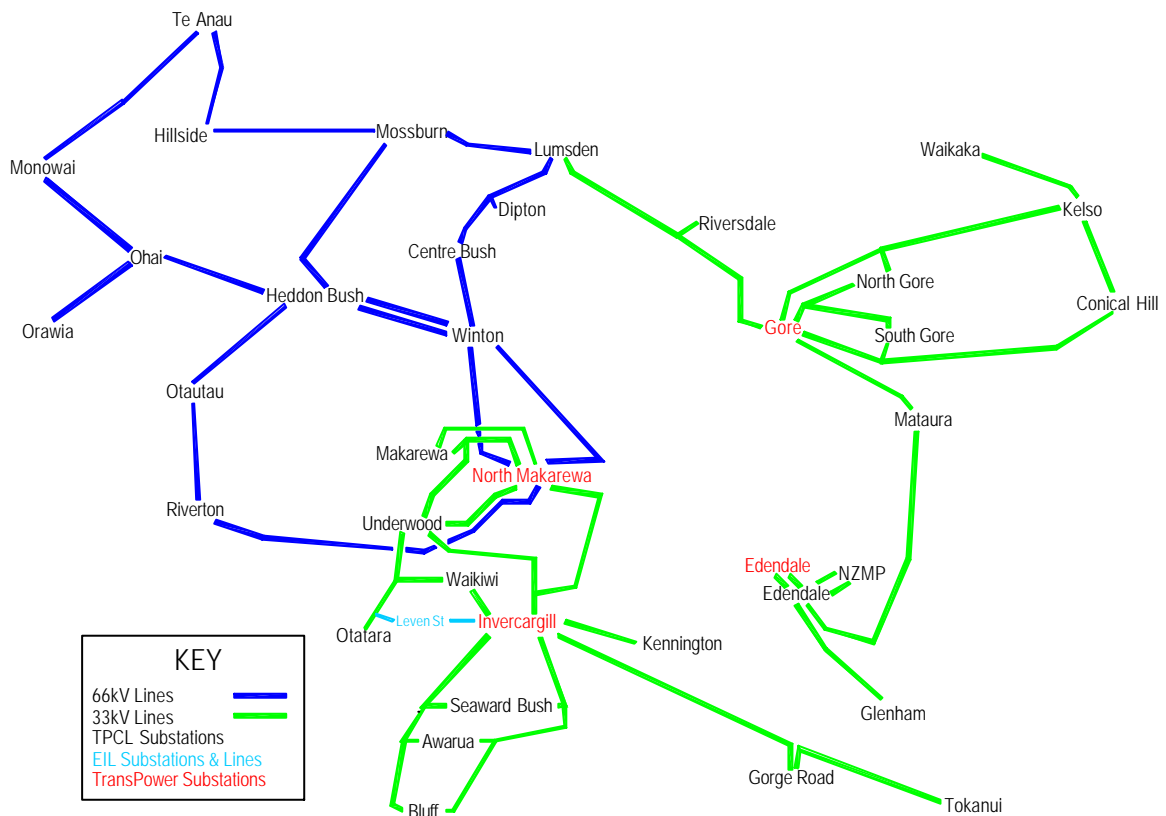 Te Anau
Hillside
Mossburn
Lumsden
Waikaka
Monowai
Kelso
Dipton
Riversdale
Ohai
Centre Bush
North Gore
Heddon Bush
Conical Hill
Orawia
Winton
Gore
South Gore
Otautau
Mataura
Makarewa
North Makarewa
Riverton
Underwood
Edendale
NZMP
Waikiwi
Edendale
Leven St
Invercargill
Otatara
Kennington
KEY
66kV Lines
33kV Lines
TPCL Substations
EIL Substations & Lines
TransPower Substations
Seaward Bush
Glenham
Awarua
Gorge Road
Bluff
Tokanui